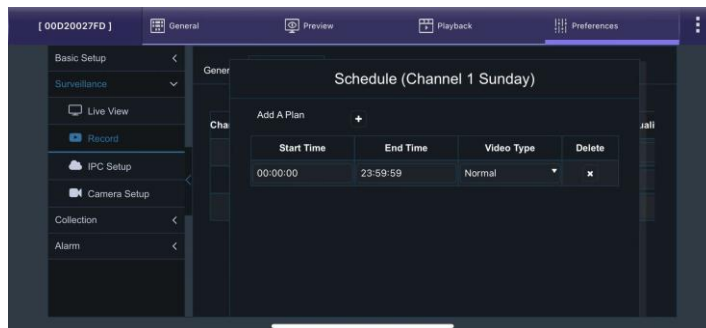 [ 00D20027FD ] General Preview Playback Preferences
Basic Setup
Gener
Schedule (Channel 1 Sunday)
Surveillance
Live View
Add A Plan +
Cha
uali
Record
Start Time End Time Video Type Delete
IPC Setup
00:00:00 23:59:59 Normal x
Camera Setup
Collection
Alarm